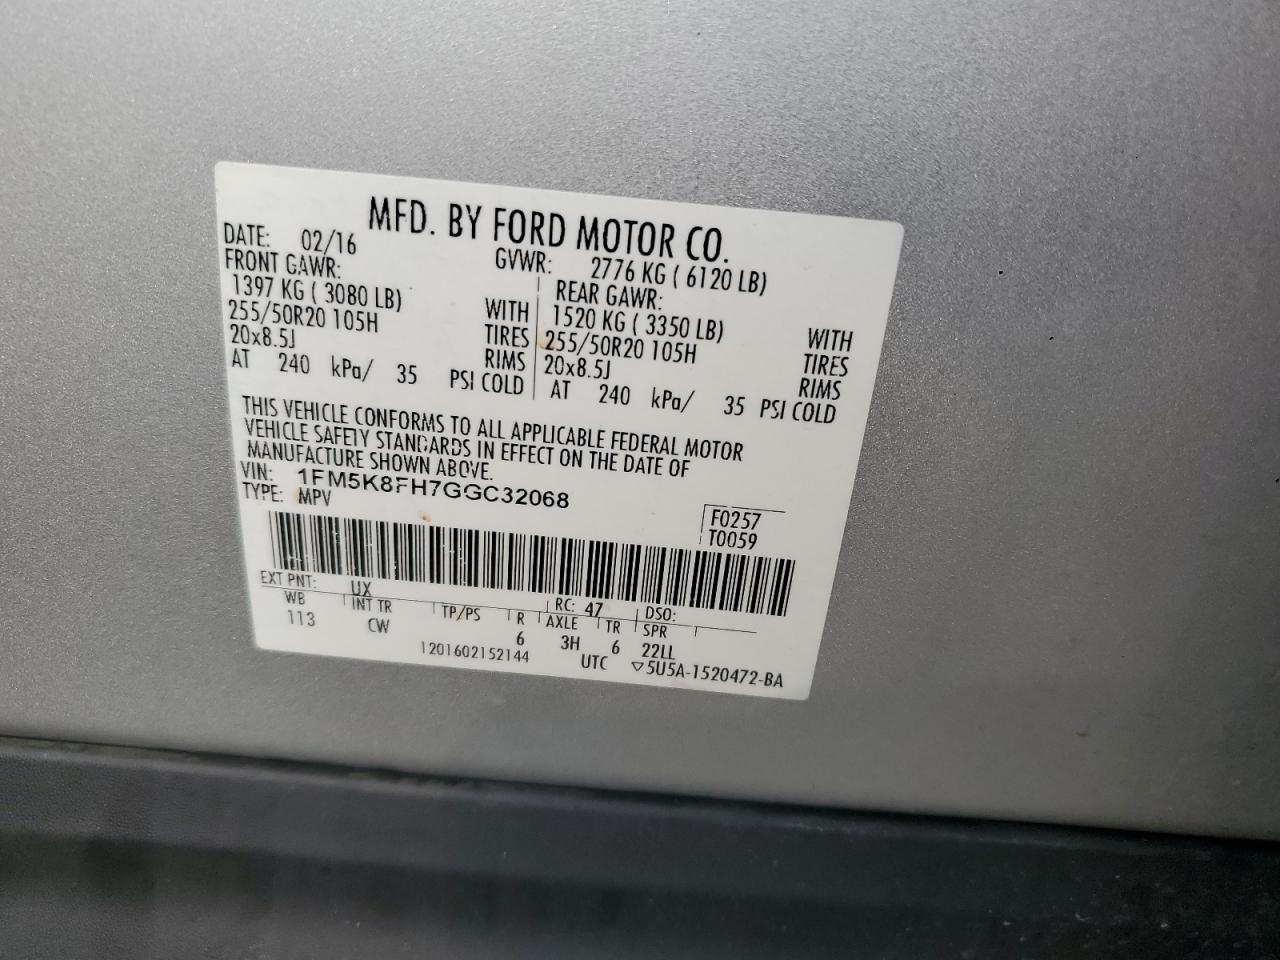 MFD. BY FORD MOTOR CO.
DATE: 02/16 GVWR: 2776 KG ( 6120 LB)
FRONT GAWR: REAR GAWR:
1397 KG ( 3080 LB) WITH 1520 KG ( 3350 LB) WITH
255/50R20 105H TIRES 255/50R20 105H TIRES
20x8.5J RIMS 20x8.5J RIMS
AT 240 kPa/ 35 PSI COLD AT 240 kPa/ 35 PSI COLD
THIS VEHICLE CONFORMS TO ALL APPLICABLE FEDERAL MOTOR
VEHICLE SAFETY STANDARDS IN EFFECT ON THE DATE OF
MANUFACTURE SHOWN ABOVE.
VIN: 1FM5K8FH7GGC32068
TYPE: MPV
F0257
T0059
EXT PNT: UX RC: 47 DSO:
WB INT TR TP/PS R AXLE TR SPR
113 CW 6 3H 6 22LL
1201602152144 UTC ▽5U5A-1520472-BA